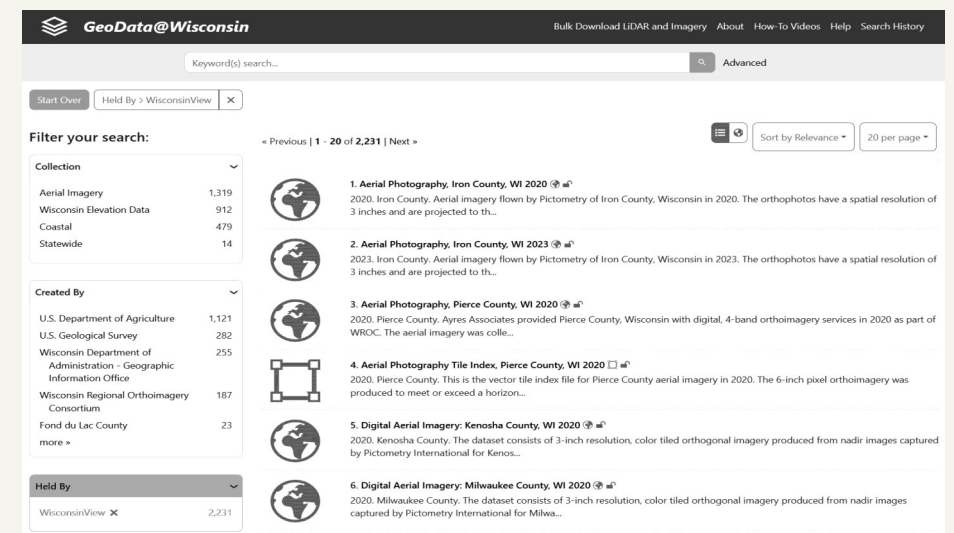 GeoData@Wisconsin
Bulk Download LiDAR and Imagery About How-To Videos Help Search History
Keyword(s) search... Advanced
Start Over Held By > WisconsinView ✕
Filter your search:
« Previous | 1 - 20 of 2,231 | Next »
Sort by Relevance 20 per page
Collection
Aerial Imagery 1,319
Wisconsin Elevation Data 912
Coastal 479
Statewide 14
Created By
U.S. Department of Agriculture 1,121
U.S. Geological Survey 282
Wisconsin Department of 255
Administration - Geographic
Information Office
Wisconsin Regional Orthoimagery 187
Consortium
Fond du Lac County 23
more »
Held By
WisconsinView ✕ 2,231
1. Aerial Photography, Iron County, WI 2020
2020. Iron County. Aerial imagery flown by Pictometry of Iron County, Wisconsin in 2020. The orthophotos have a spatial resolution of
3 inches and are projected to th...
2. Aerial Photography, Iron County, WI 2023
2023. Iron County. Aerial imagery flown by Pictometry of Iron County, Wisconsin in 2023. The orthophotos have a spatial resolution of
3 inches and are projected to th...
3. Aerial Photography, Pierce County, WI 2020
2020. Pierce County. Ayres Associates provided Pierce County, Wisconsin with digital, 4-band orthoimagery services in 2020 as part of
WROC. The aerial imagery was colle...
4. Aerial Photography Tile Index, Pierce County, WI 2020
2020. Pierce County. This is the vector tile index file for Pierce County aerial imagery in 2020. The 6-inch pixel orthoimagery was
produced to meet or exceed a horizon...
5. Digital Aerial Imagery: Kenosha County, WI 2020
2020. Kenosha County. The dataset consists of 3-inch resolution, color tiled orthogonal imagery produced from nadir images captured
by Pictometry International for Kenos...
6. Digital Aerial Imagery: Milwaukee County, WI 2020
2020. Milwaukee County. The dataset consists of 3-inch resolution, color tiled orthogonal imagery produced from nadir images
captured by Pictometry International for Milwa...